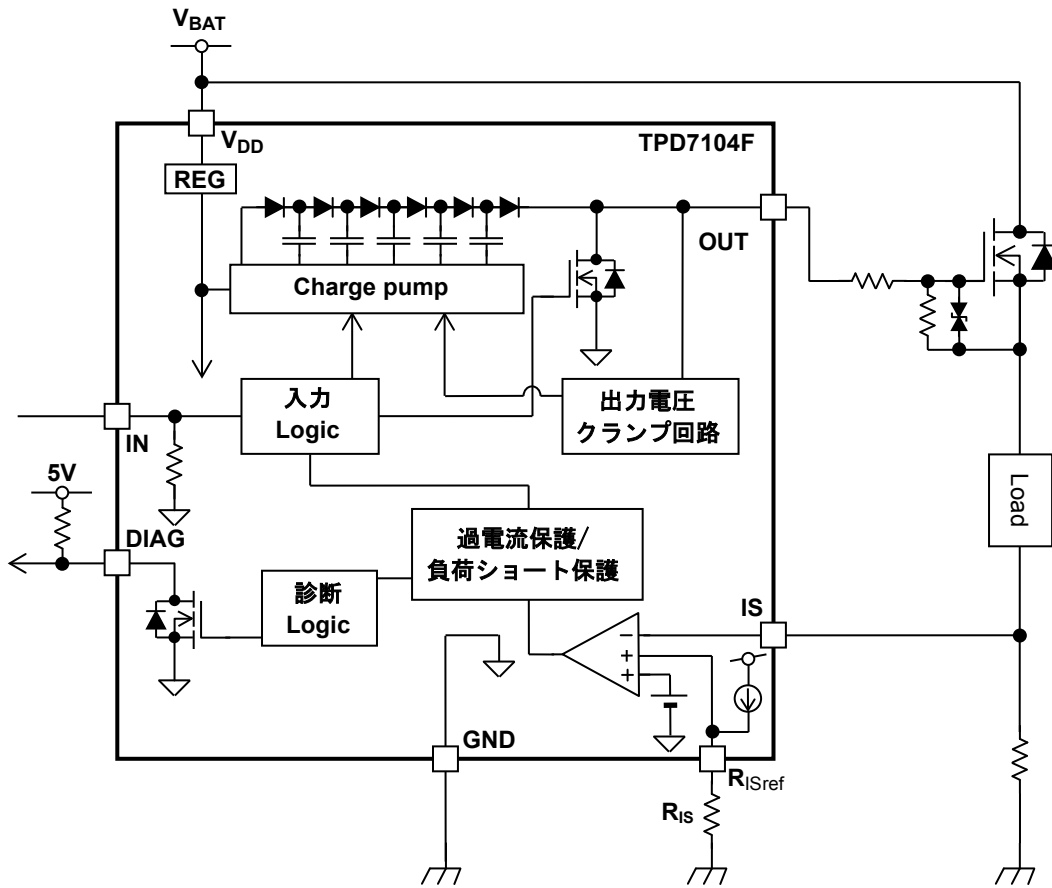 VBAT
VDD
TPD7104F
REG
OUT
Charge pump
入力
Logic
出力電圧
クランプ回路
IN
5V
DIAG
過電流保護/
負荷ショート保護
診断
Logic
IS
Load
GND
RISref
RIS